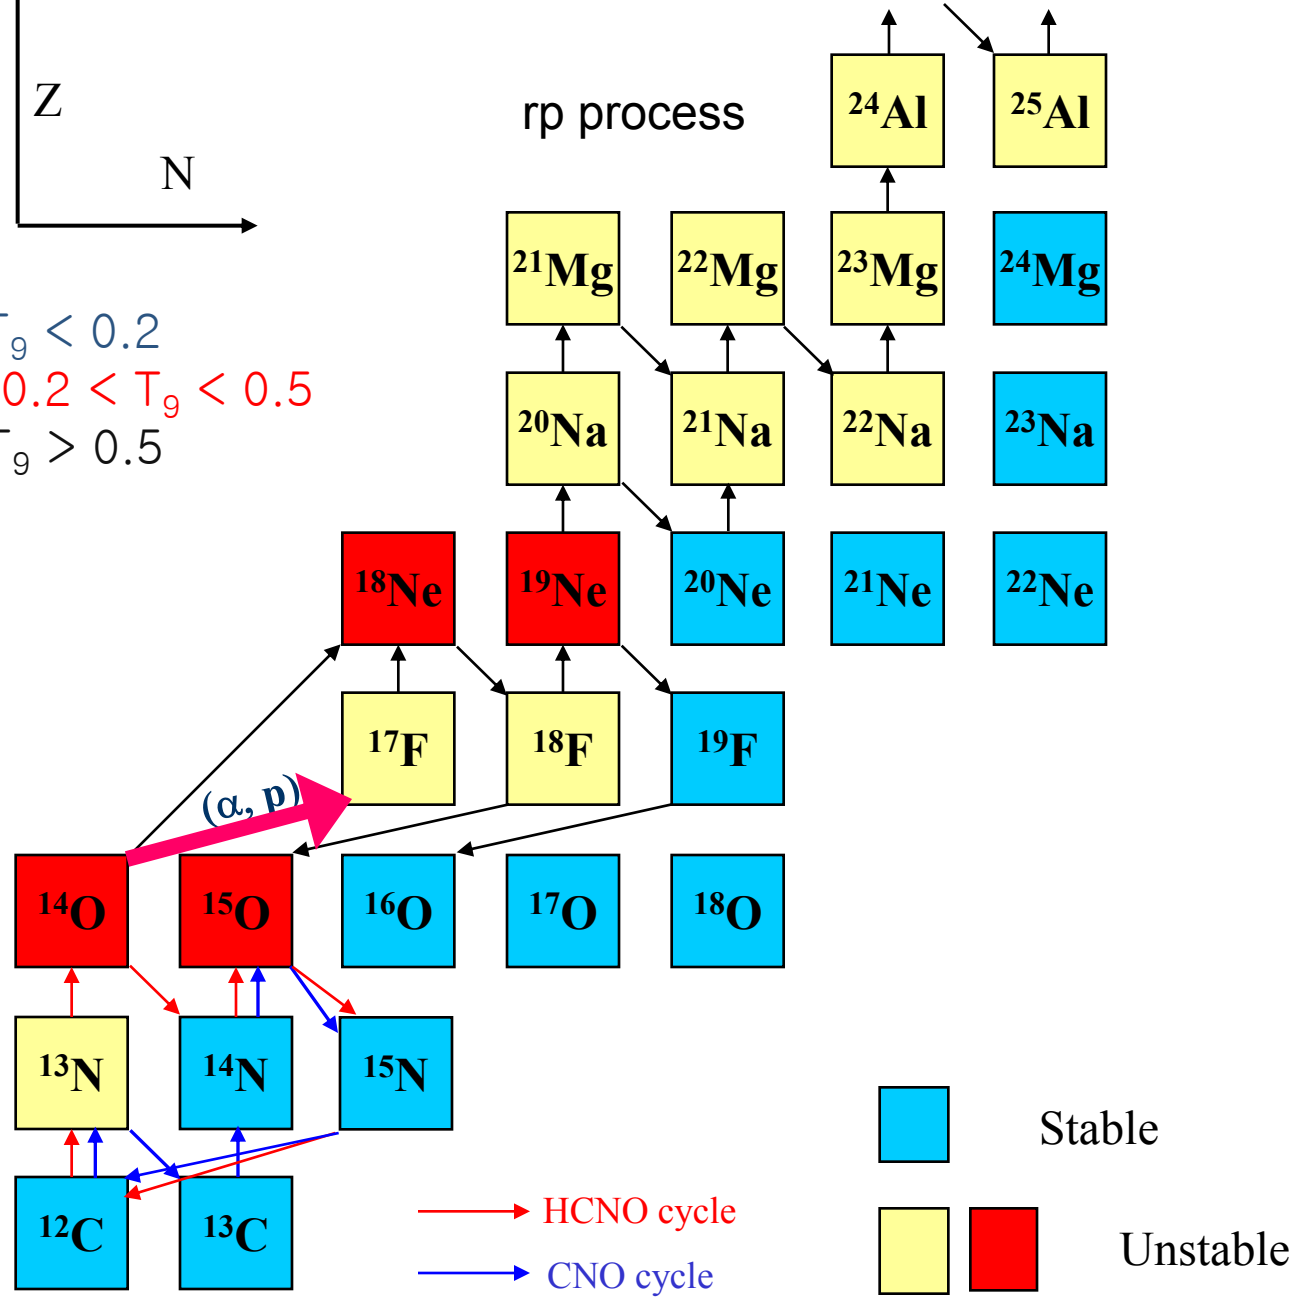 Z
N
rp process
²⁴Al ²⁵Al
²¹Mg ²²Mg ²³Mg ²⁴Mg
T₉ < 0.2
0.2 < T₉ < 0.5
T₉ > 0.5
²⁰Na ²¹Na ²²Na ²³Na
¹⁸Ne ¹⁹Ne ²⁰Ne ²¹Ne ²²Ne
¹⁷F ¹⁸F ¹⁹F
(α, p)
¹⁴O ¹⁵O ¹⁶O ¹⁷O ¹⁸O
¹³N ¹⁴N ¹⁵N
¹²C ¹³C
HCNO cycle
CNO cycle
Stable
Unstable